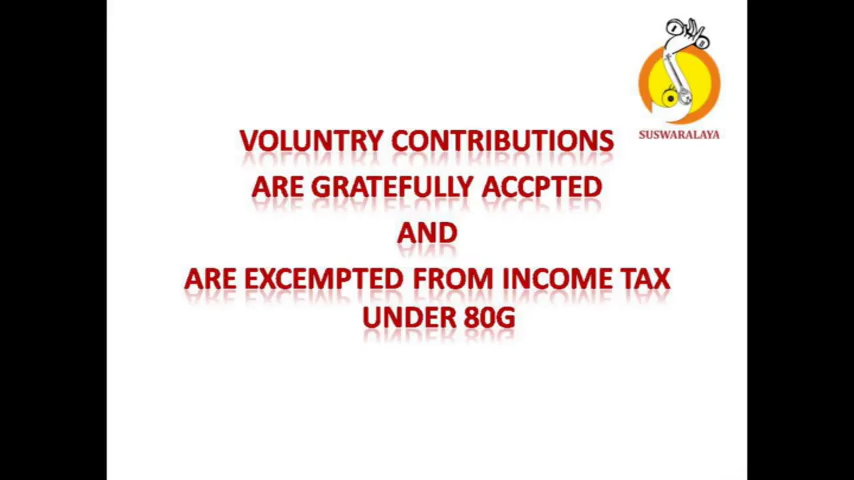 SUSWARALAYA
VOLUNTRY CONTRIBUTIONS
ARE GRATEFULLY ACCPTED
AND
ARE EXCEMPTED FROM INCOME TAX
UNDER 80G